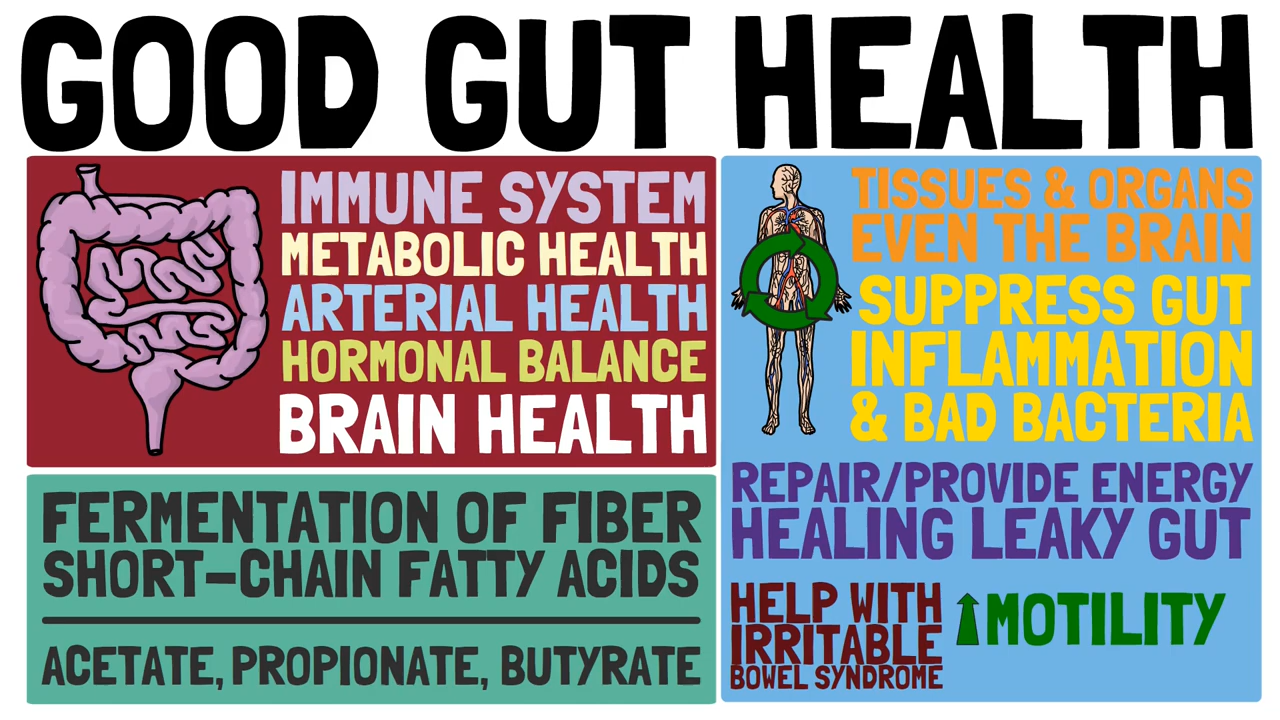 GOOD GUT HEALTH
IMMUNE SYSTEM
METABOLIC HEALTH
ARTERIAL HEALTH
HORMONAL BALANCE
BRAIN HEALTH
FERMENTATION OF FIBER
SHORT-CHAIN FATTY ACIDS
ACETATE, PROPIONATE, BUTYRATE
TISSUES & ORGANS
EVEN THE BRAIN
SUPPRESS GUT
INFLAMMATION
& BAD BACTERIA
REPAIR/PROVIDE ENERGY
HEALING LEAKY GUT
HELP WITH
IRRITABLE
BOWEL SYNDROME
MOTILITY